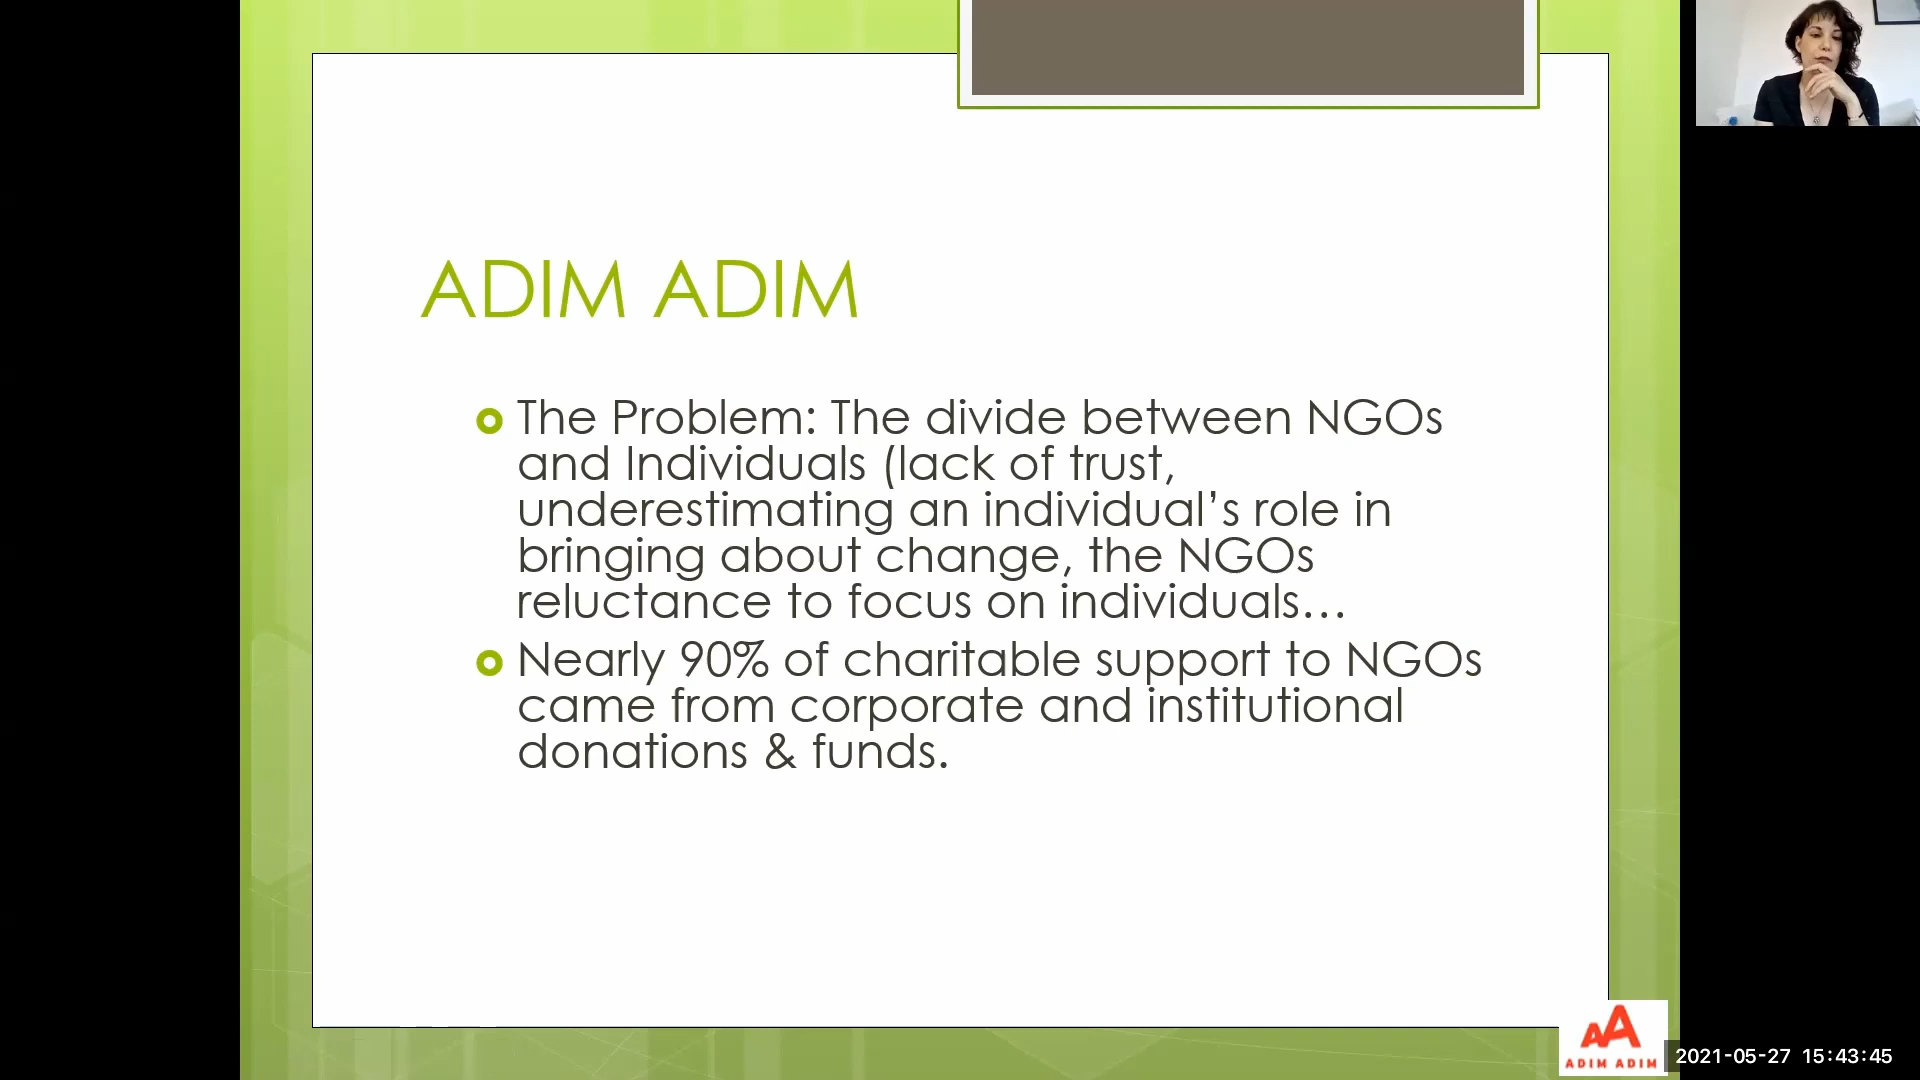 ADIM ADIM
The Problem: The divide between NGOs
and Individuals (lack of trust,
underestimating an individual’s role in
bringing about change, the NGOs
reluctance to focus on individuals…
Nearly 90% of charitable support to NGOs
came from corporate and institutional
donations & funds.
AA
ADIM ADIM
2021-05-27 15:43:45